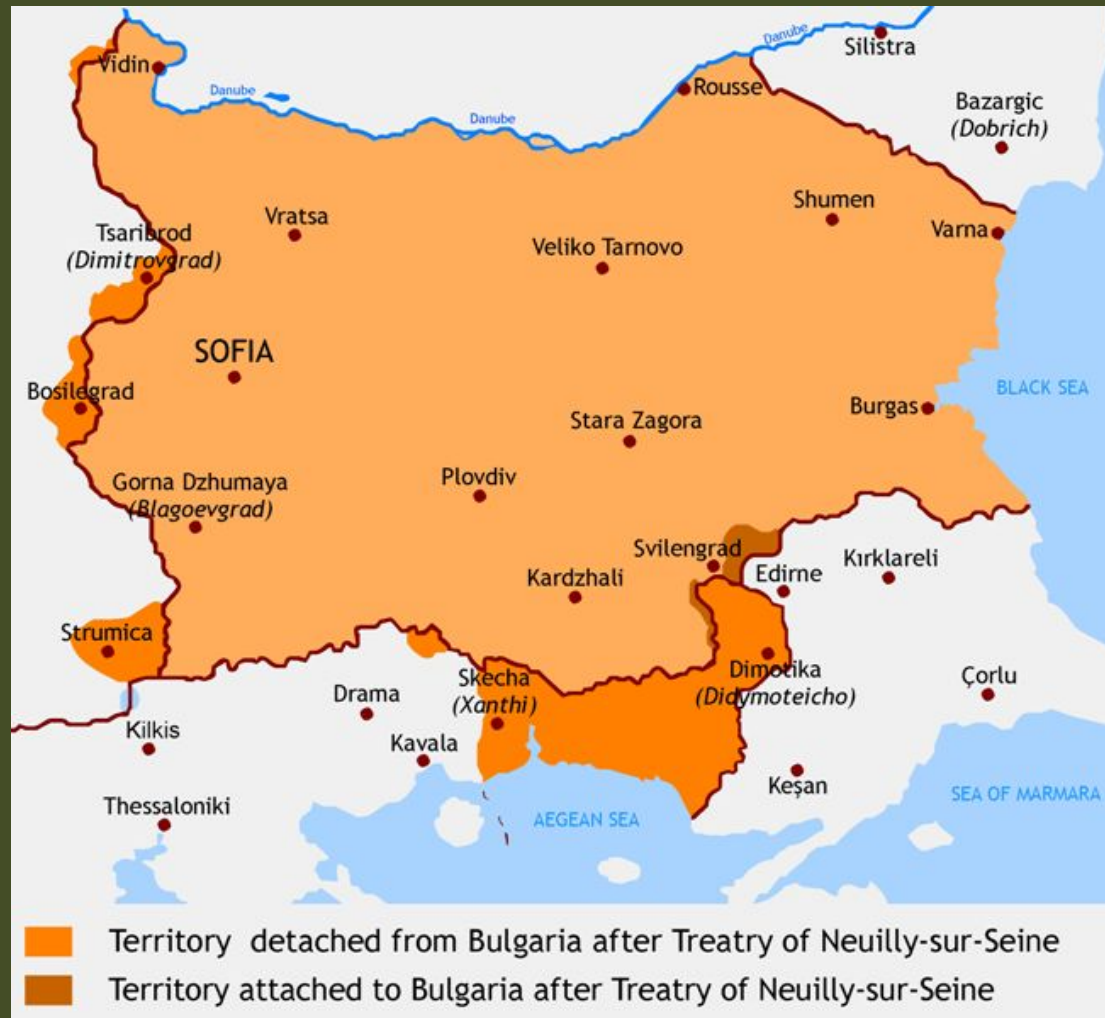 Danube
Silistra
Vidin
Danube
Rousse
Danube
Bazargic
(Dobrich)
Vratsa
Shumen
Tsaribrod
(Dimitrovgrad)
Veliko Tarnovo
Varna
SOFIA
Bosilegrad
BLACK SEA
Burgas
Stara Zagora
Gorna Dzhumaya
(Blagoevgrad)
Plovdiv
Svilengrad
Edirne
Kırklareli
Kardzhali
Strumica
Skecha
(Xanthi)
Dimotika
(Didymoteicho)
Çorlu
Drama
Kilkis
Kavala
Keşan
Thessaloniki
AEGEAN SEA
SEA OF MARMARA
Territory detached from Bulgaria after Treatry of Neuilly-sur-Seine
Territory attached to Bulgaria after Treatry of Neuilly-sur-Seine